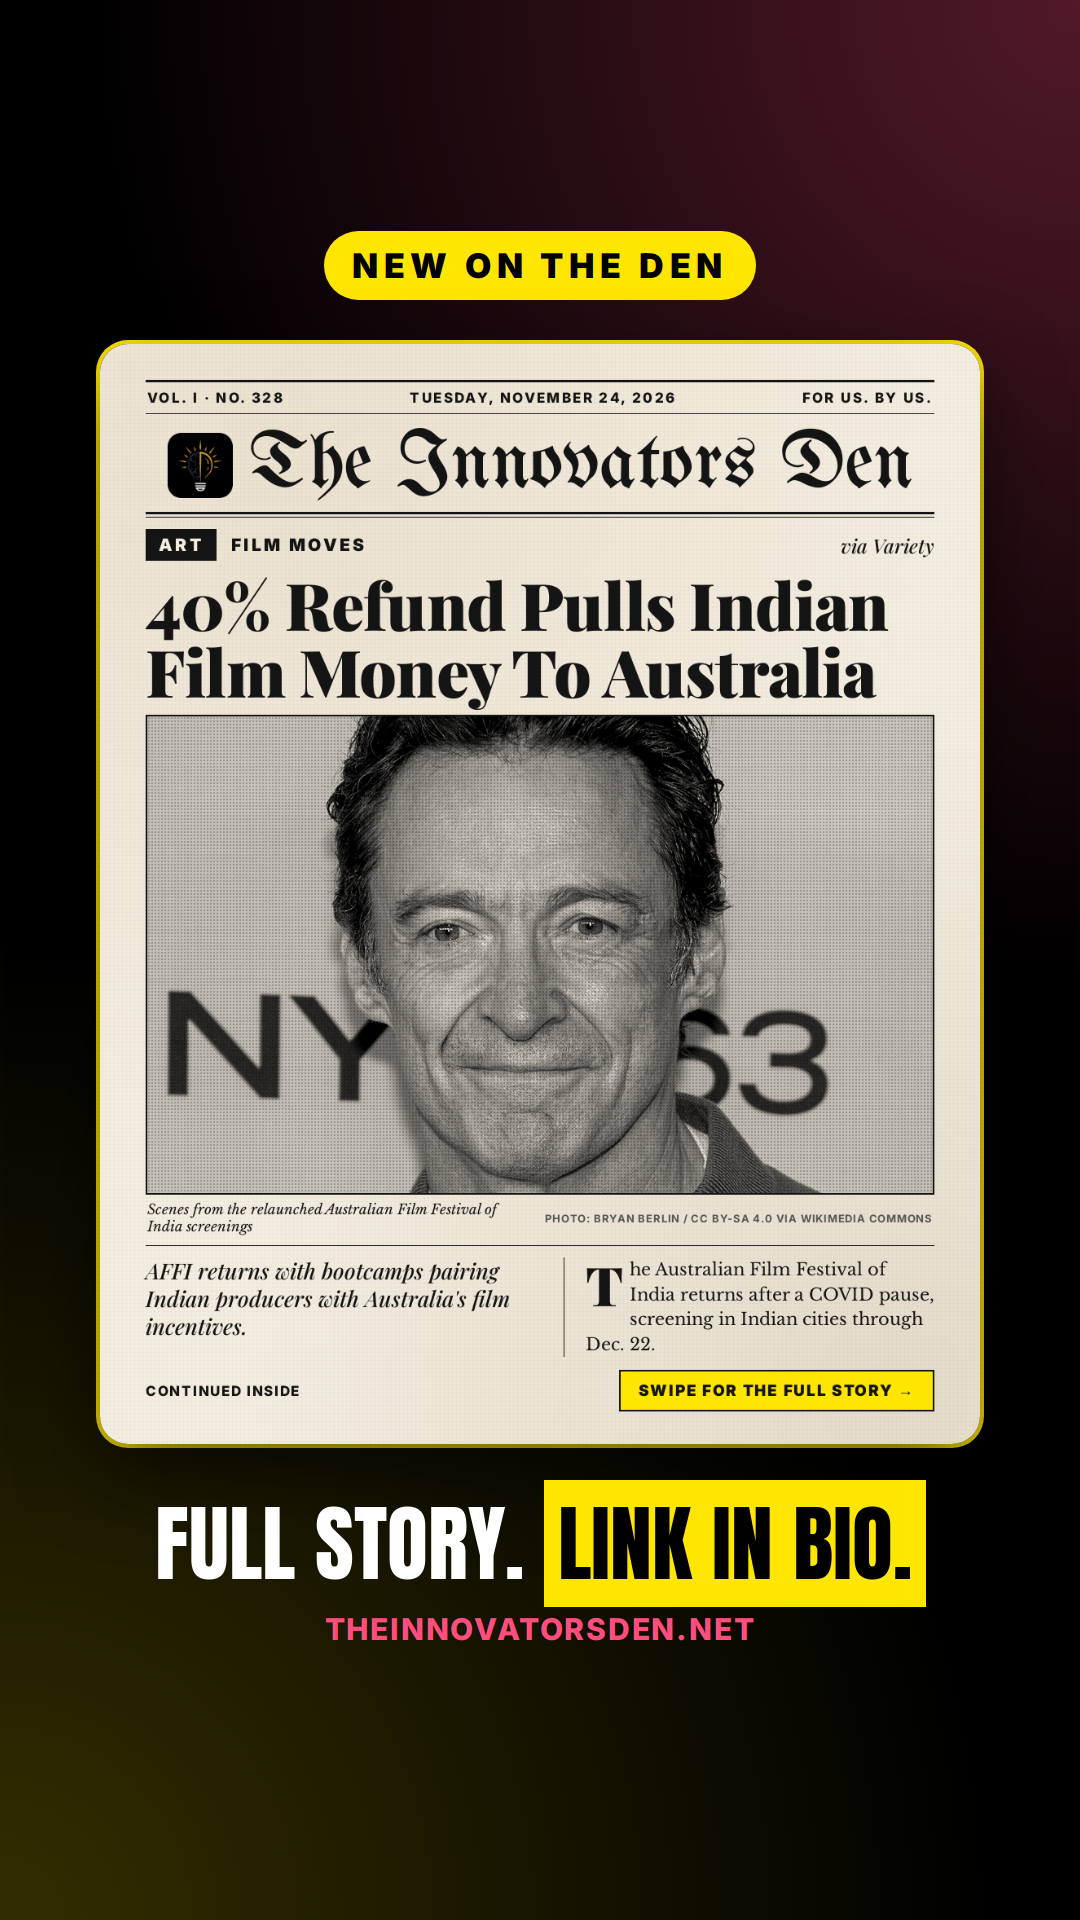 NEW ON THE DEN
VOL. I · NO. 328
TUESDAY, NOVEMBER 24, 2026
FOR US. BY US.
The Innovators Den
ART
FILM MOVES
via Variety
40% Refund Pulls Indian
Film Money To Australia
NY
63
Scenes from the relaunched Australian Film Festival of
India screenings
PHOTO: BRYAN BERLIN / CC BY-SA 4.0 VIA WIKIMEDIA COMMONS
AFFI returns with bootcamps pairing
Indian producers with Australia's film
incentives.
The Australian Film Festival of
India returns after a COVID pause,
screening in Indian cities through
Dec. 22.
CONTINUED INSIDE
SWIPE FOR THE FULL STORY →
FULL STORY. LINK IN BIO.
THEINNOVATORSDEN.NET